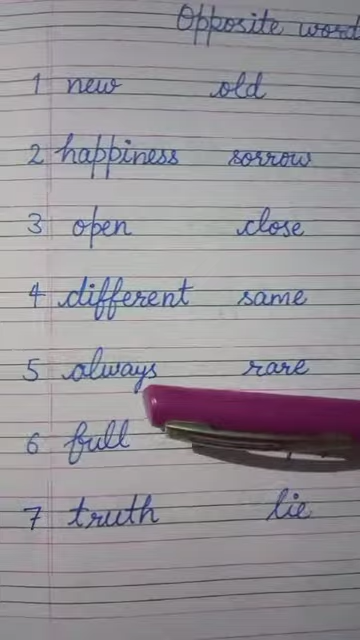 Opposite word
1 new old
2 happiness sorrow
3 open close
4 different same
5 always rare
6 full
7 truth lie